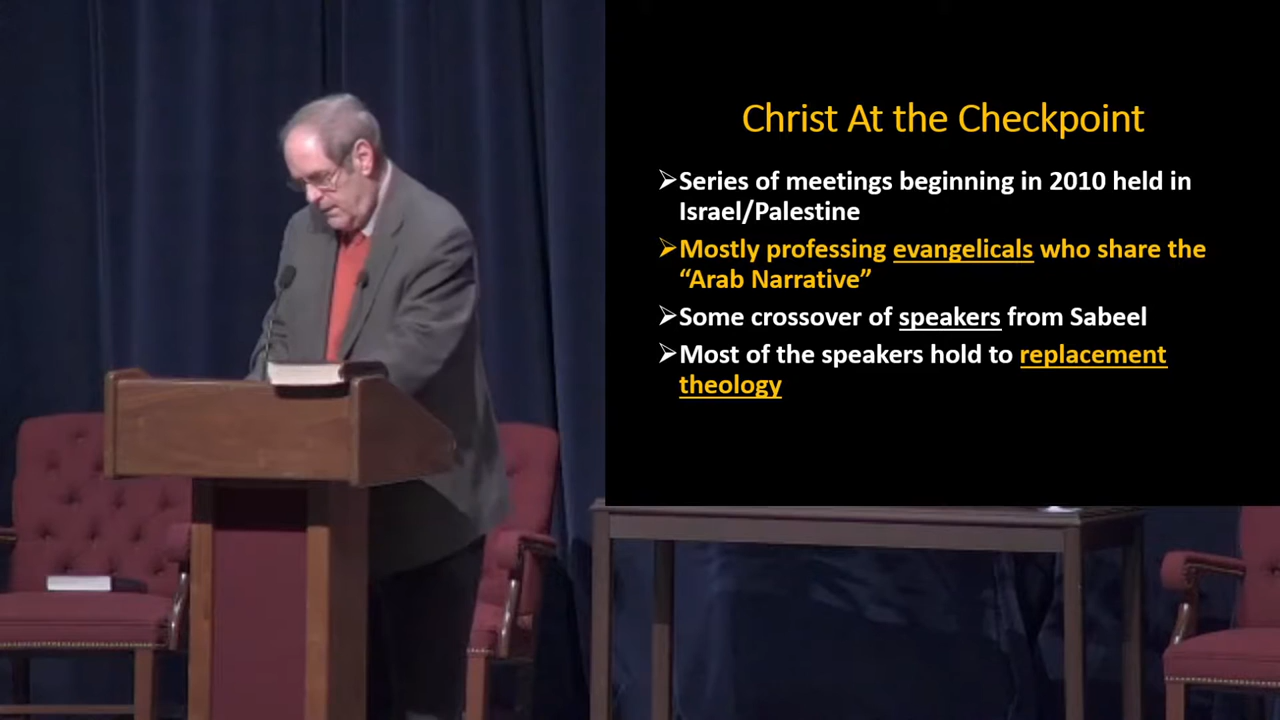 Christ At the Checkpoint
➢Series of meetings beginning in 2010 held in
Israel/Palestine
➢Mostly professing evangelicals who share the
“Arab Narrative”
➢Some crossover of speakers from Sabeel
➢Most of the speakers hold to replacement
theology